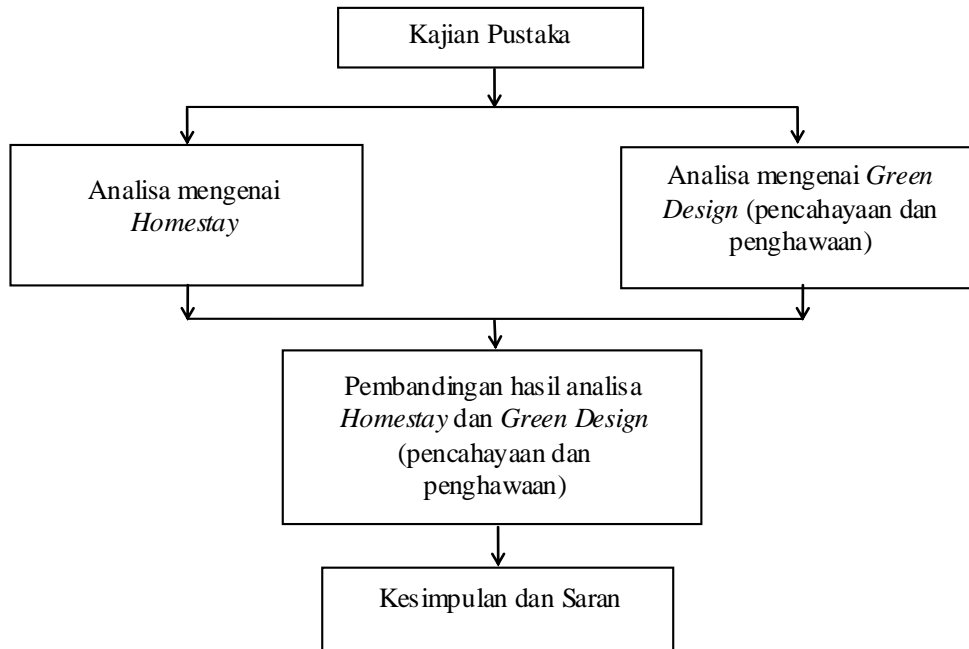 Kajian Pustaka
Analisa mengenai
Homestay
Analisa mengenai Green
Design (pencahayaan dan
penghawaan)
Pembandingan hasil analisa
Homestay dan Green Design
(pencahayaan dan
penghawaan)
Kesimpulan dan Saran